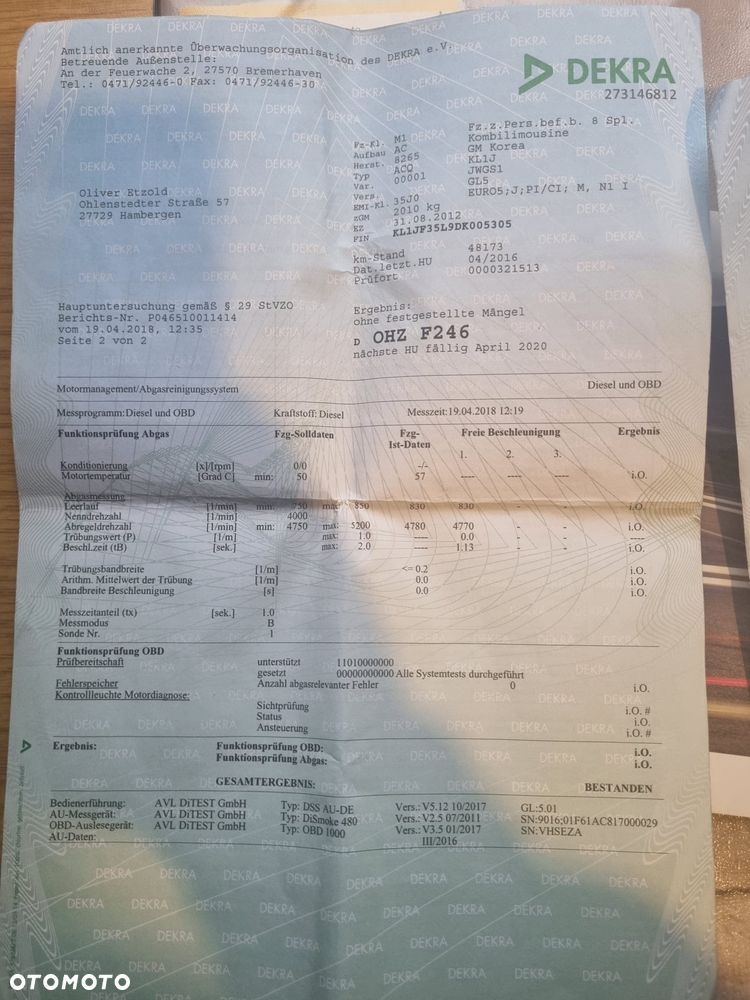 Amtlich anerkannte Überwachungsorganisation des DEKRA e.V.
Betreuende Außenstelle:
An der Feuerwache 2, 27570 Bremerhaven
Tel.: 0471/92446-0 Fax: 0471/92446-30
DEKRA
273146812
Oliver Etzold
Ohlenstedter Straße 57
27729 Hambergen
Fz-Kl. M1 Fz.z.Pers.bef.b. 8 Spl.
Aufbau AC Kombilimousine
Herst. 8265 GM Korea
Typ ACQ KL1J
Var. 00001 JWGS1
Vers. GL5
EMI-Kl. 35J0 EURO5;J;PI/CI; M, N1 I
zGM 2010 kg
EZ 31.08.2012
FIN KL1JF35L9DK005305
km-Stand 48173
Dat.letzt.HU 04/2016
Prüfort 0000321513
Hauptuntersuchung gemäß § 29 StVZO
Berichts-Nr. P046510011414
vom 19.04.2018, 12:35
Seite 2 von 2
Ergebnis:
ohne festgestellte Mängel
D OHZ F246
nächste HU fällig April 2020
Motormanagement/Abgasreinigungssystem Diesel und OBD
Messprogramm: Diesel und OBD Kraftstoff: Diesel Messzeit: 19.04.2018 12:19
Funktionsprüfung Abgas Fzg-Solldaten Fzg-Ist-Daten Freie Beschleunigung Ergebnis
1. 2. 3.
Konditionierung [x]/[rpm] 0/0 -/-
Motortemperatur [Grad C] min: 50 57 ---- ---- ---- i.O.
Abgasmessung
Leerlauf [1/min] min: 750 max: 850 830 830 - - i.O.
Nenndrehzahl [1/min] 4000
Abregeldrehzahl [1/min] min: 4750 max: 5200 4780 4770 - - i.O.
Trübungswert (P) [1/m] max: 1.0 ---- 0.0 - - ----
Beschl.zeit (tB) [sek.] max: 2.0 ---- 1.13 - - i.O.
Trübungsbandbreite [1/m] <= 0.2 i.O.
Arithm. Mittelwert der Trübung [1/m] 0.0 i.O.
Bandbreite Beschleunigung [s] 0.0 i.O.
Messzeitanteil (tx) [sek.] 1.0
Messmodus B
Sonde Nr. 1
Funktionsprüfung OBD
Prüfbereitschaft unterstützt 11010000000
gesetzt 00000000000 Alle Systemtests durchgeführt
Fehlerspeicher Anzahl abgasrelevanter Fehler 0 i.O.
Kontrollleuchte Motordiagnose:
Sichtprüfung i.O. #
Status i.O.
Ansteuerung i.O. #
Ergebnis: Funktionsprüfung OBD: i.O.
Funktionsprüfung Abgas: i.O.
GESAMTERGEBNIS: BESTANDEN
Bedienerführung: AVL DiTEST GmbH Typ: DSS AU-DE Vers.: V5.12 10/2017 GL:5.01
AU-Messgerät: AVL DiTEST GmbH Typ: DiSmoke 480 Vers.: V2.5 07/2011 SN:9016;01F61AC817000029
OBD-Auslesegerät: AVL DiTEST GmbH Typ: OBD 1000 Vers.: V3.5 01/2017 SN:VHSEZA
AU-Daten: III/2016
OTOMOTO